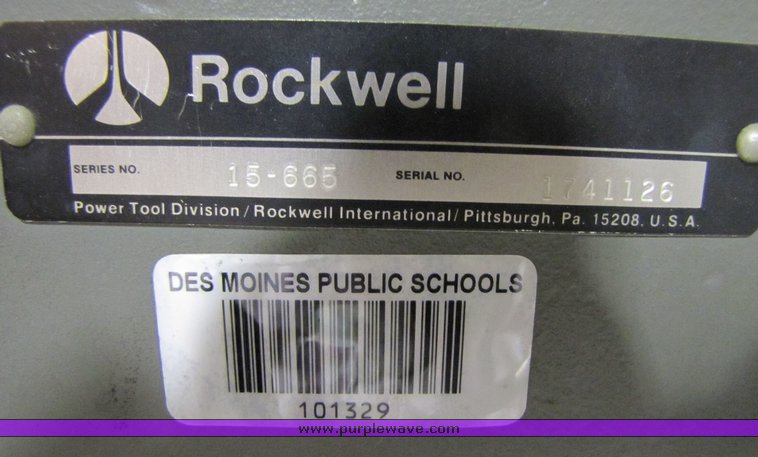 Rockwell
SERIES NO. 15-665 SERIAL NO. 1741126
Power Tool Division / Rockwell International / Pittsburgh, Pa. 15208, U.S.A.
DES MOINES PUBLIC SCHOOLS
101329
www.purplewave.com